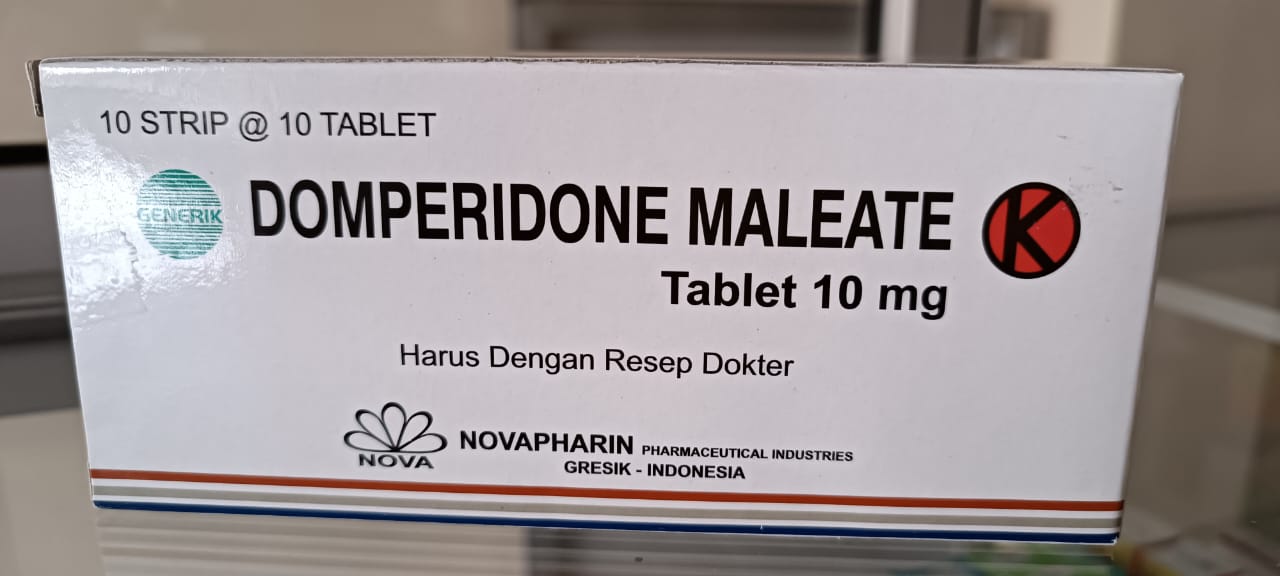 10 STRIP @ 10 TABLET
GENERIK
DOMPERIDONE MALEATE
K
Tablet 10 mg
Harus Dengan Resep Dokter
NOVA
NOVAPHARIN PHARMACEUTICAL INDUSTRIES
GRESIK - INDONESIA